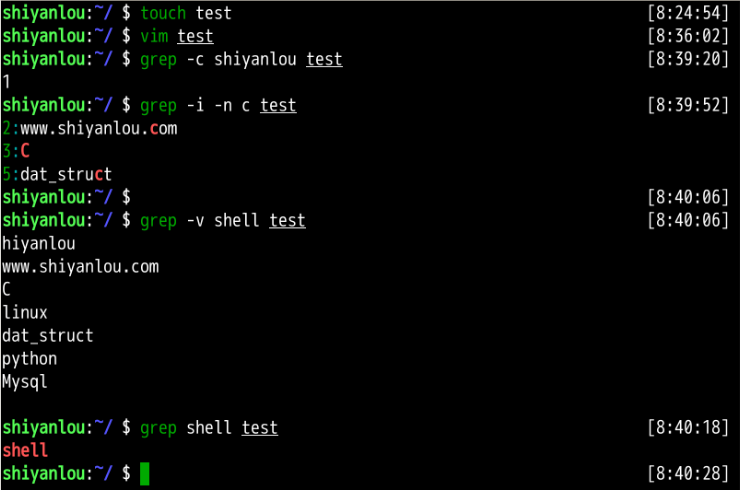 shiyanlou:~/ $ touch test [8:24:54]
shiyanlou:~/ $ vim test [8:36:02]
shiyanlou:~/ $ grep -c shiyanlou test [8:39:20]
1
shiyanlou:~/ $ grep -i -n c test [8:39:52]
2:www.shiyanlou.com
3:C
5:dat_struct
shiyanlou:~/ $ [8:40:06]
shiyanlou:~/ $ grep -v shell test [8:40:06]
hiyanlou
www.shiyanlou.com
C
linux
dat_struct
python
Mysql
shiyanlou:~/ $ grep shell test [8:40:18]
shell
shiyanlou:~/ $ [8:40:28]